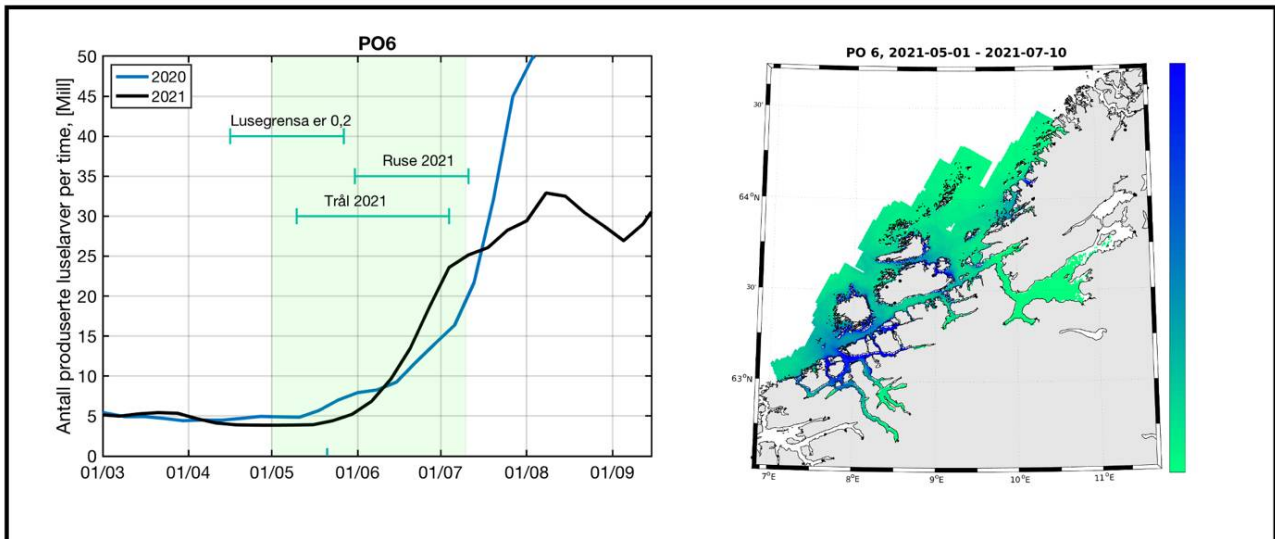 PO6
Antall produserte luselarver per time, [Mill]
50
45
40
35
30
25
20
15
10
5
0
2020
2021
Lusegrensa er 0,2
Ruse 2021
Trål 2021
01/03
01/04
01/05
01/06
01/07
01/08
01/09
PO 6, 2021-05-01 - 2021-07-10
30'
64°N
30'
63°N
7°E
8°E
9°E
10°E
11°E